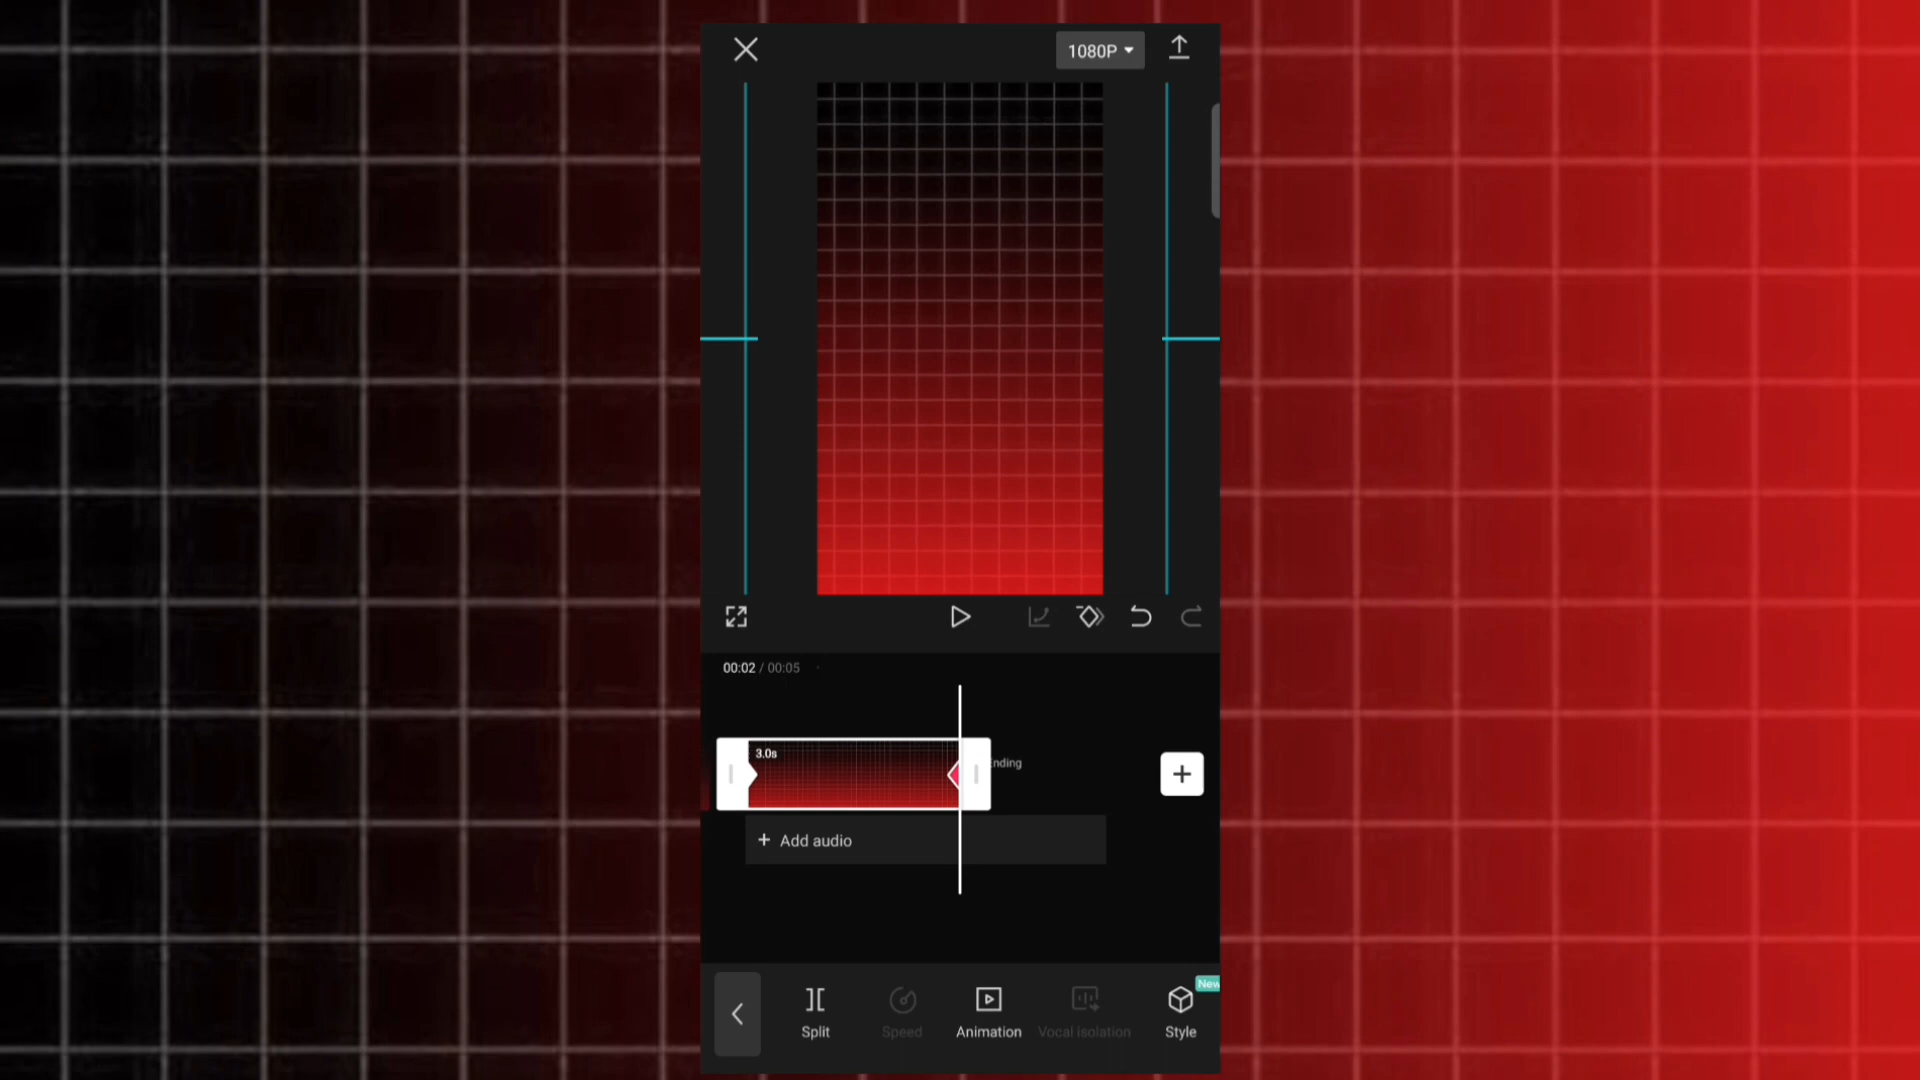 1080P
00:02 / 00:05
3.0s
nding
+ Add audio
New
Split
Speed
Animation
Vocal isolation
Style